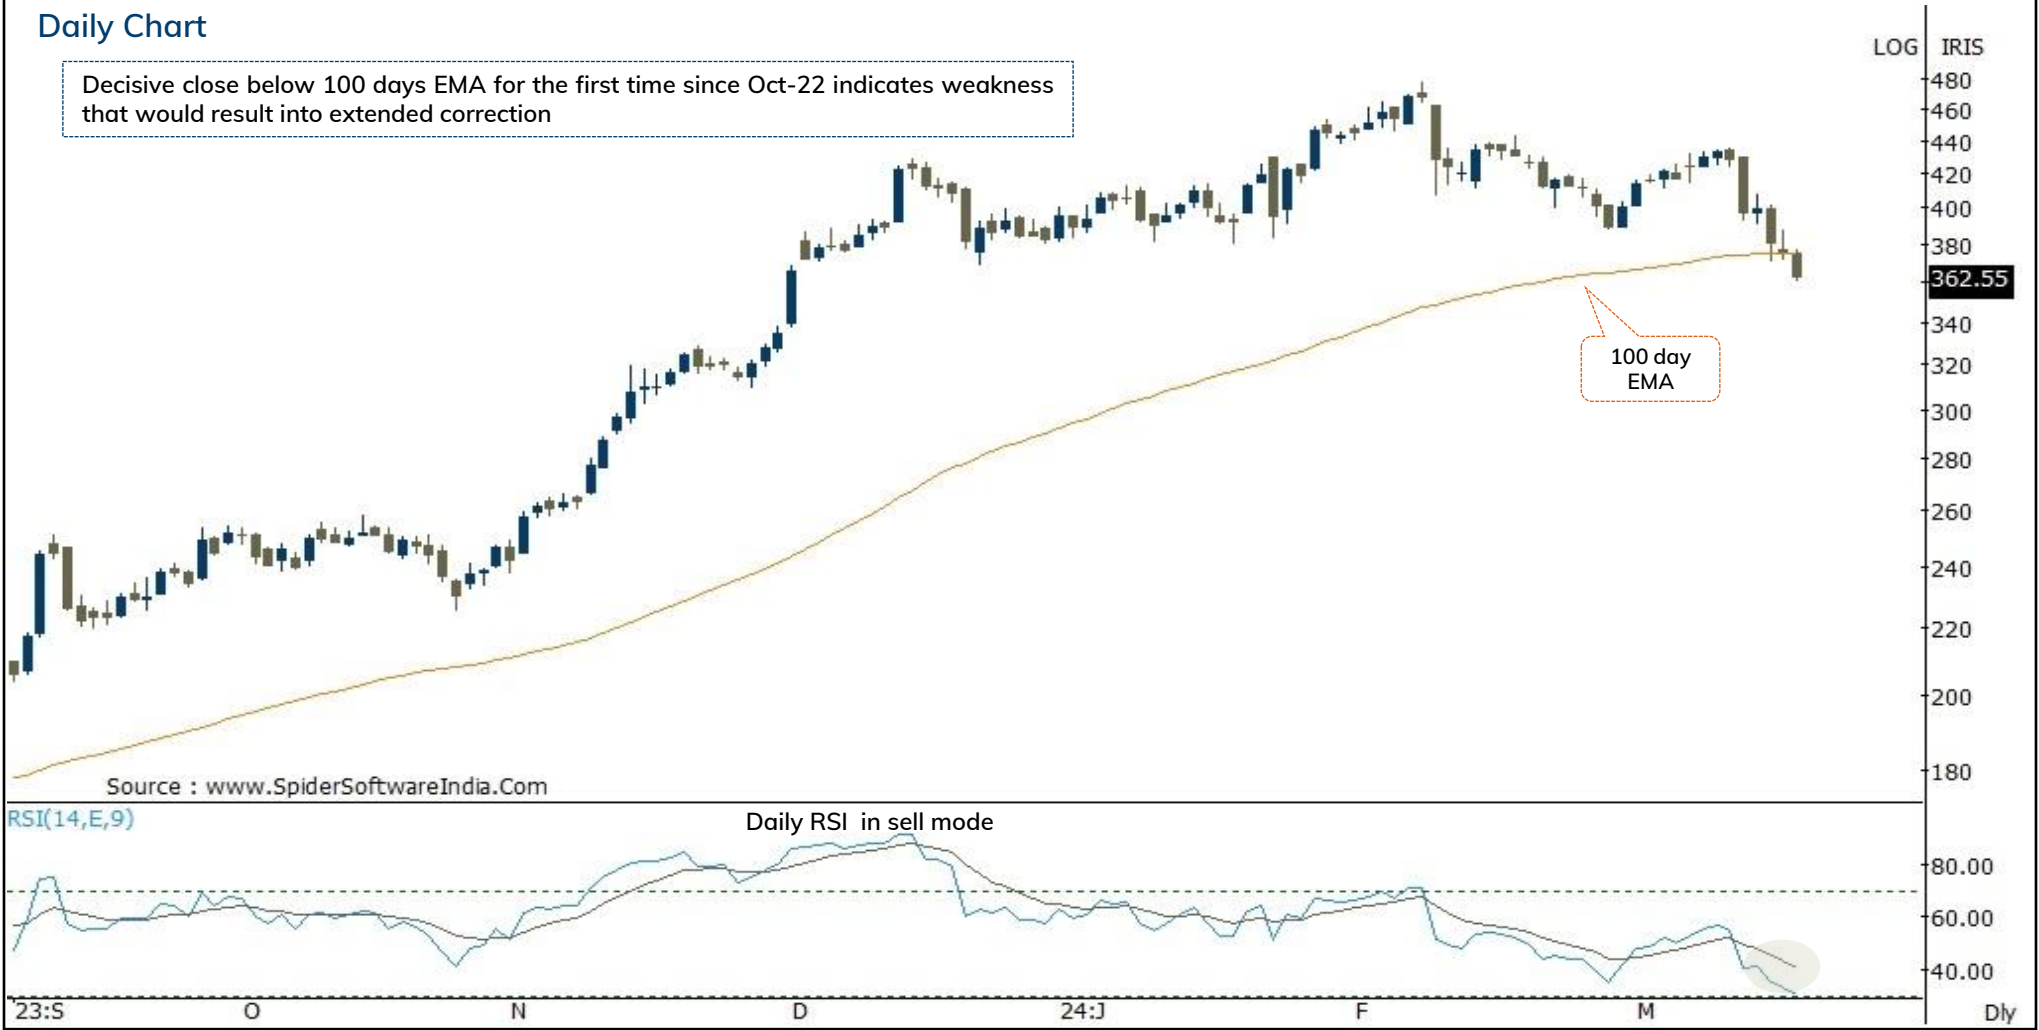 Daily Chart
Decisive close below 100 days EMA for the first time since Oct-22 indicates weakness
that would result into extended correction
LOG IRIS
480
460
440
420
400
380
362.55
340
320
300
280
260
240
220
200
180
100 day
EMA
Source : www.SpiderSoftwareIndia.Com
RSI(14,E,9)
Daily RSI in sell mode
80.00
60.00
40.00
23:S O N D 24:J F M Dly